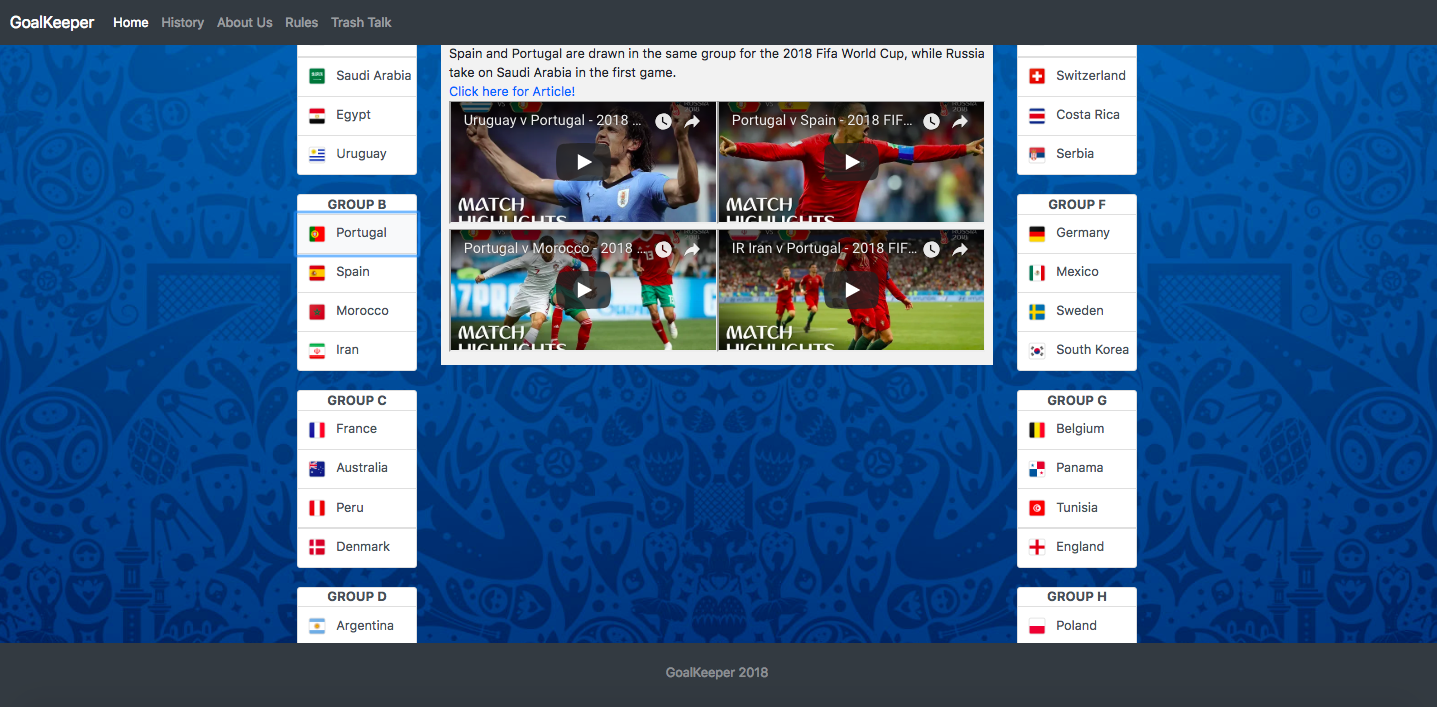 GoalKeeper Home History About Us Rules Trash Talk
Saudi Arabia
Egypt
Uruguay
GROUP B
Portugal
Spain
Morocco
Iran
GROUP C
France
Australia
Peru
Denmark
GROUP D
Argentina
Spain and Portugal are drawn in the same group for the 2018 Fifa World Cup, while Russia
take on Saudi Arabia in the first game.
Click here for Article!
Uruguay v Portugal - 2018 ...
MATCH
HIGHLIGHTS
Portugal v Spain - 2018 FIF...
MATCH
HIGHLIGHTS
Portugal v Morocco - 2018 ...
MATCH
HIGHLIGHTS
IR Iran v Portugal - 2018 FIF...
MATCH
HIGHLIGHTS
Switzerland
Costa Rica
Serbia
GROUP F
Germany
Mexico
Sweden
South Korea
GROUP G
Belgium
Panama
Tunisia
England
GROUP H
Poland
GoalKeeper 2018